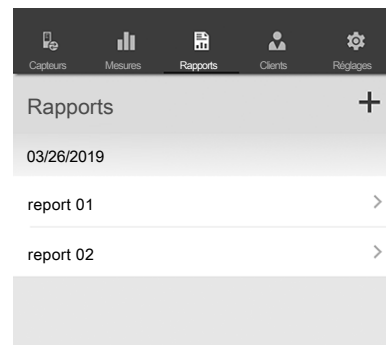 Capteurs Mesures Rapports Clients Réglages
Rapports
03/26/2019
report 01
report 02